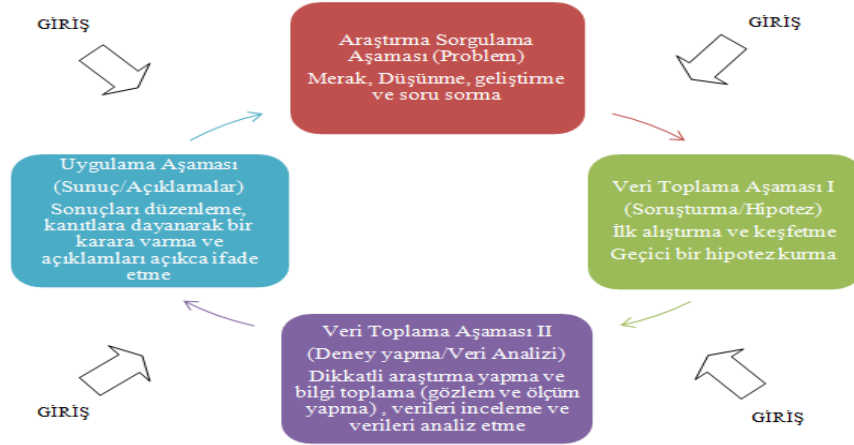 GİRİŞ
GİRİŞ
Araştırma Sorgulama
Aşaması (Problem)
Merak, Düşünme, geliştirme
ve soru sorma
Uygulama Aşaması
(Sunuç/Açıklamalar)
Sonuçları düzenleme,
kanıtlara dayanarak bir
karara varma ve
açıklamları açıkca ifade
etme
Veri Toplama Aşaması I
(Soruşturma/Hipotez)
İlk alıştırma ve keşfetme
Geçici bir hipotez kurma
Veri Toplama Aşaması II
(Deney yapma/Veri Analizi)
Dikkatli araştırma yapma ve
bilgi toplama (gözlem ve ölçüm
yapma) , verileri inceleme ve
verileri analiz etme
GİRİŞ
GİRİŞ